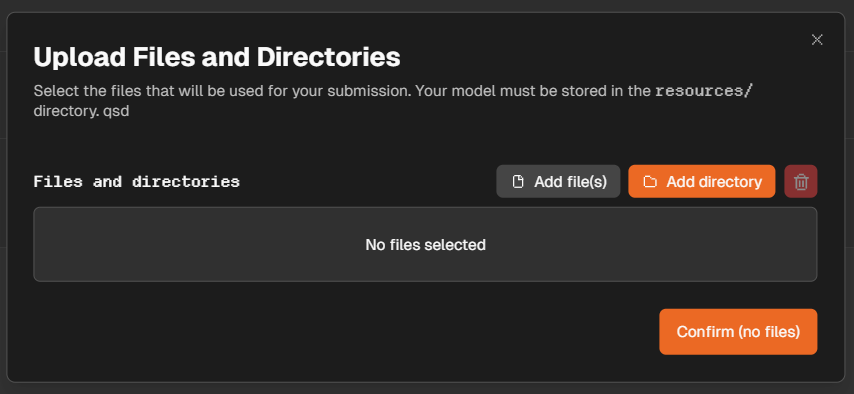 Upload Files and Directories
Select the files that will be used for your submission. Your model must be stored in the resources/
directory. qsd
Files and directories
Add file(s)
Add directory
No files selected
Confirm (no files)